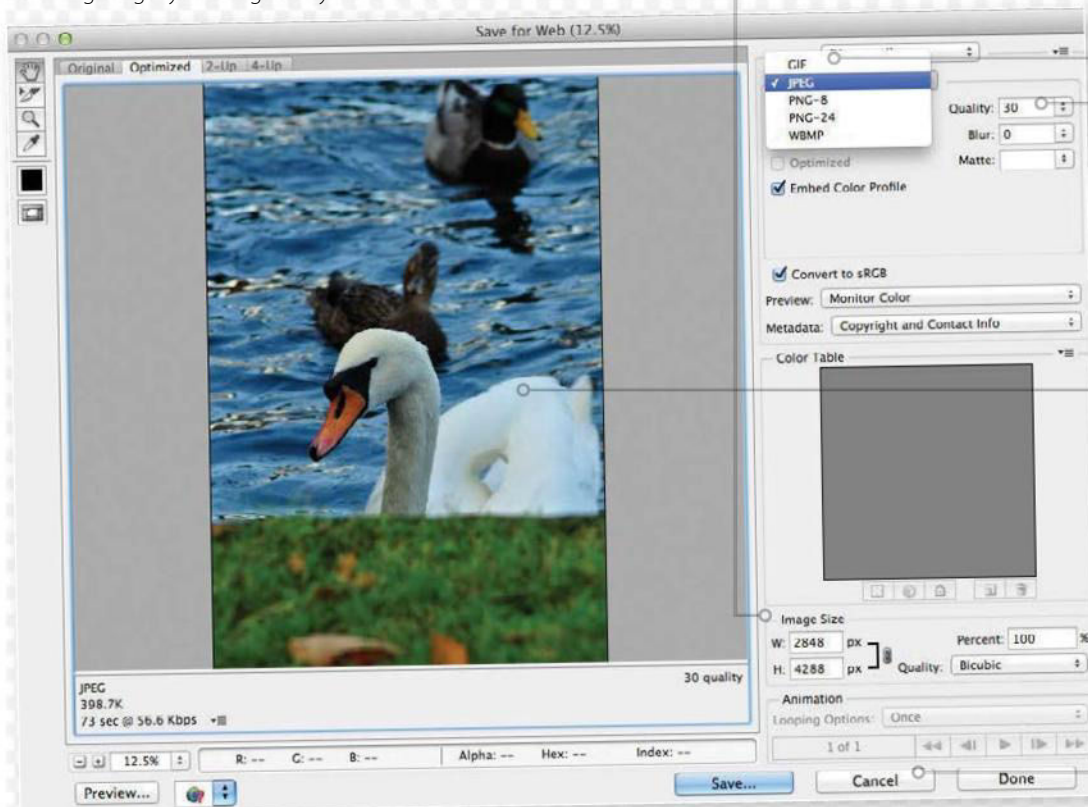 Save for Web (12.5%)
Original Optimized 2-Up 4-Up
GIF
JPEG
PNG-8
PNG-24
WBMP
Quality: 30
Blur: 0
Optimized
Matte:
Embed Color Profile
Convert to sRGB
Preview: Monitor Color
Metadata: Copyright and Contact Info
Color Table
Image Size
W: 2848 px
Percent: 100 %
H: 4288 px
Quality: Bicubic
JPEG
30 quality
398.7K
73 sec @ 56.6 Kbps
Animation
Looping Options: Once
1 of 1
12.5%
R: -- G: -- B: --
Alpha: -- Hex: -- Index: --
Preview...
Save...
Cancel
Done